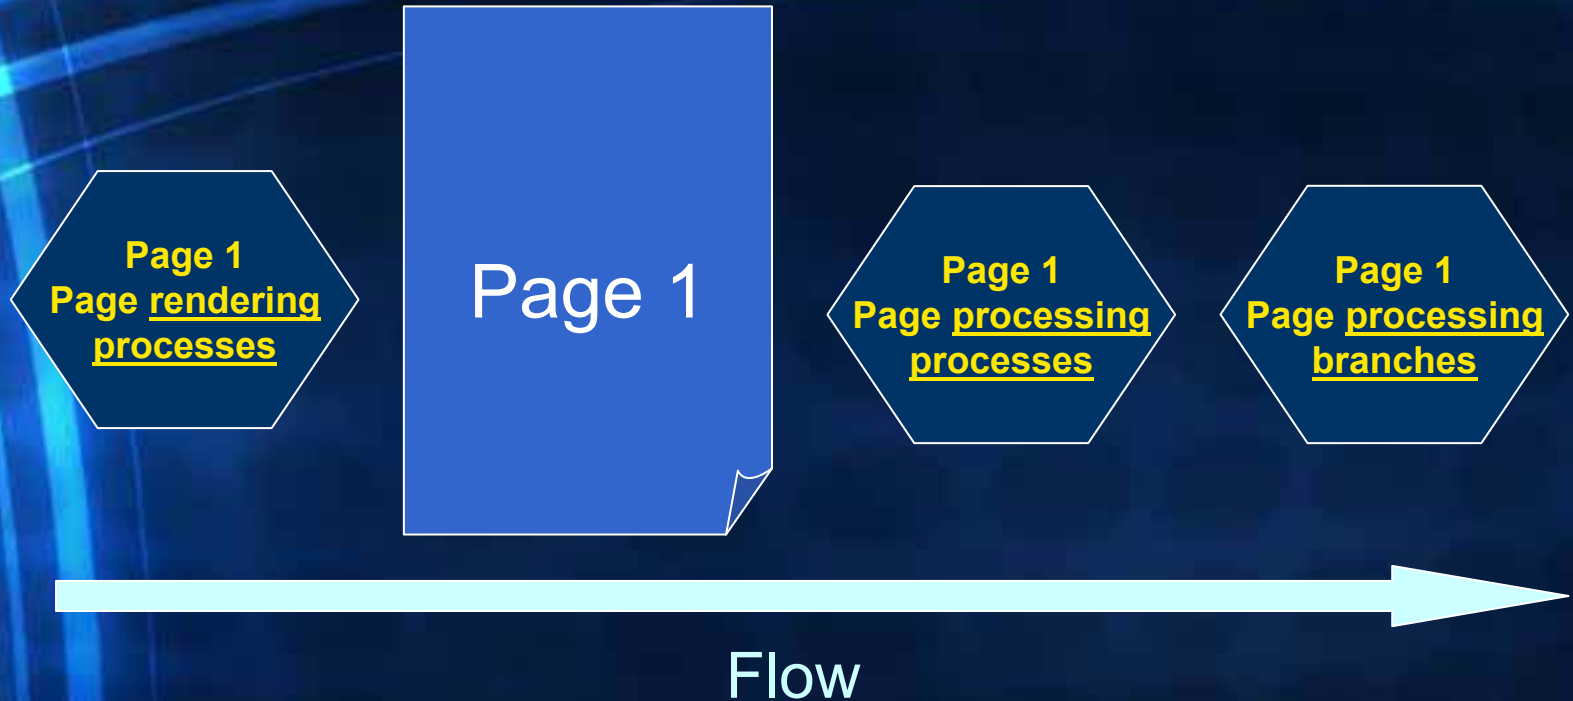 Page 1
Page rendering
processes
Page 1
Page 1
Page processing
processes
Page 1
Page processing
branches
Flow